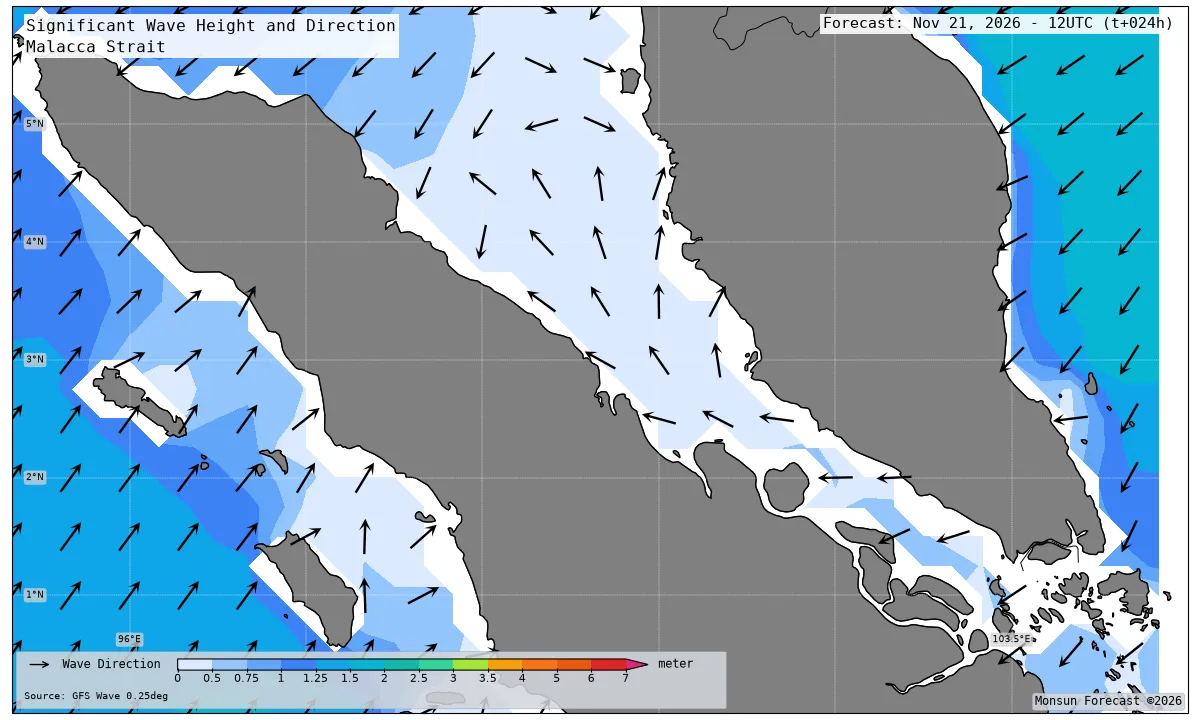 Significant Wave Height and Direction
Malacca Strait
Forecast: Nov 21, 2026 - 12UTC (t+024h)
5°N
4°N
3°N
2°N
1°N
96°E
103.5°E
Wave Direction
meter
0 0.5 0.75 1 1.25 1.5 2 2.5 3 3.5 4 5 6 7
Source: GFS Wave 0.25deg
Monsun Forecast ©2026